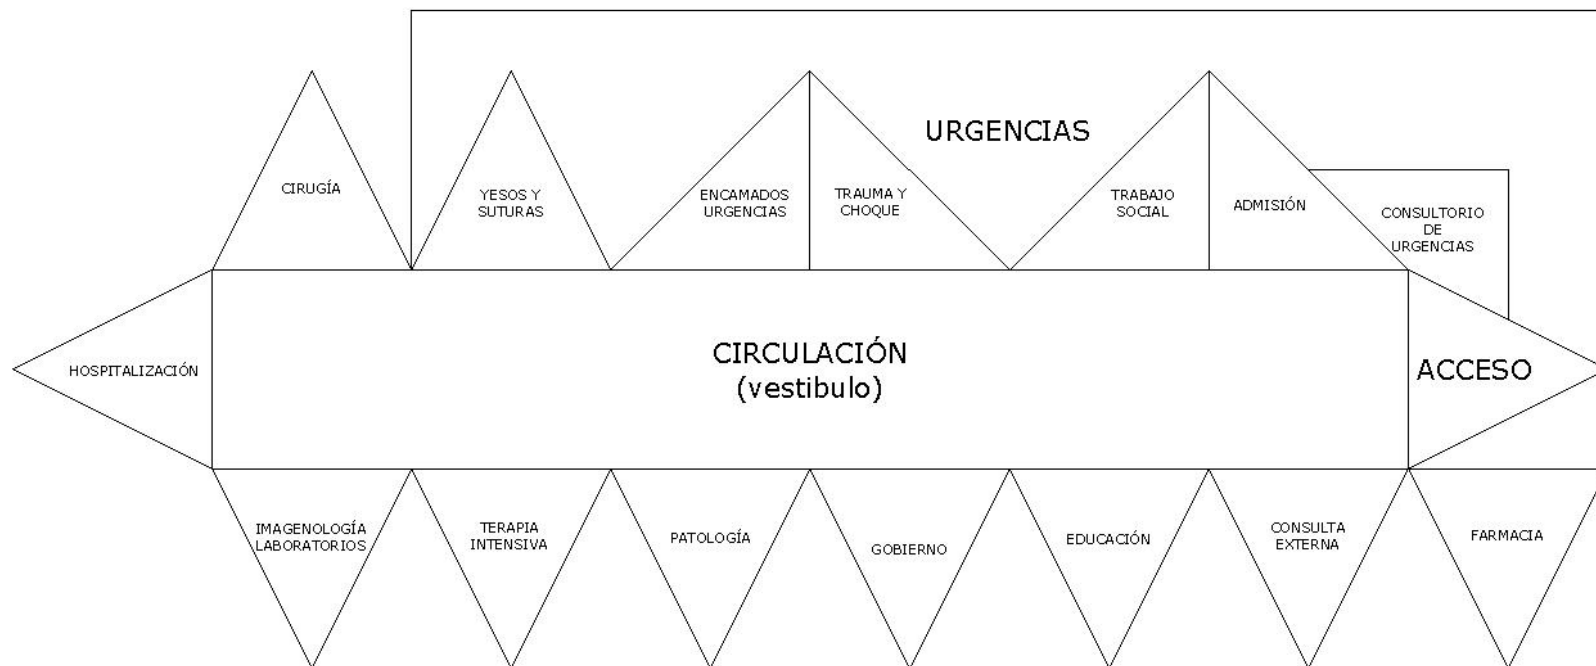 URGENCIAS
CIRUGÍA
YESOS Y
SUTURAS
ENCAMADOS
URGENCIAS
TRAUMA Y
CHOQUE
TRABAJO
SOCIAL
ADMISIÓN
CONSULTORIO
DE
URGENCIAS
HOSPITALIZACIÓN
CIRCULACIÓN
(vestibulo)
ACCESO
IMAGENOLOGÍA
LABORATORIOS
TERAPIA
INTENSIVA
PATOLOGÍA
GOBIERNO
EDUCACIÓN
CONSULTA
EXTERNA
FARMACIA